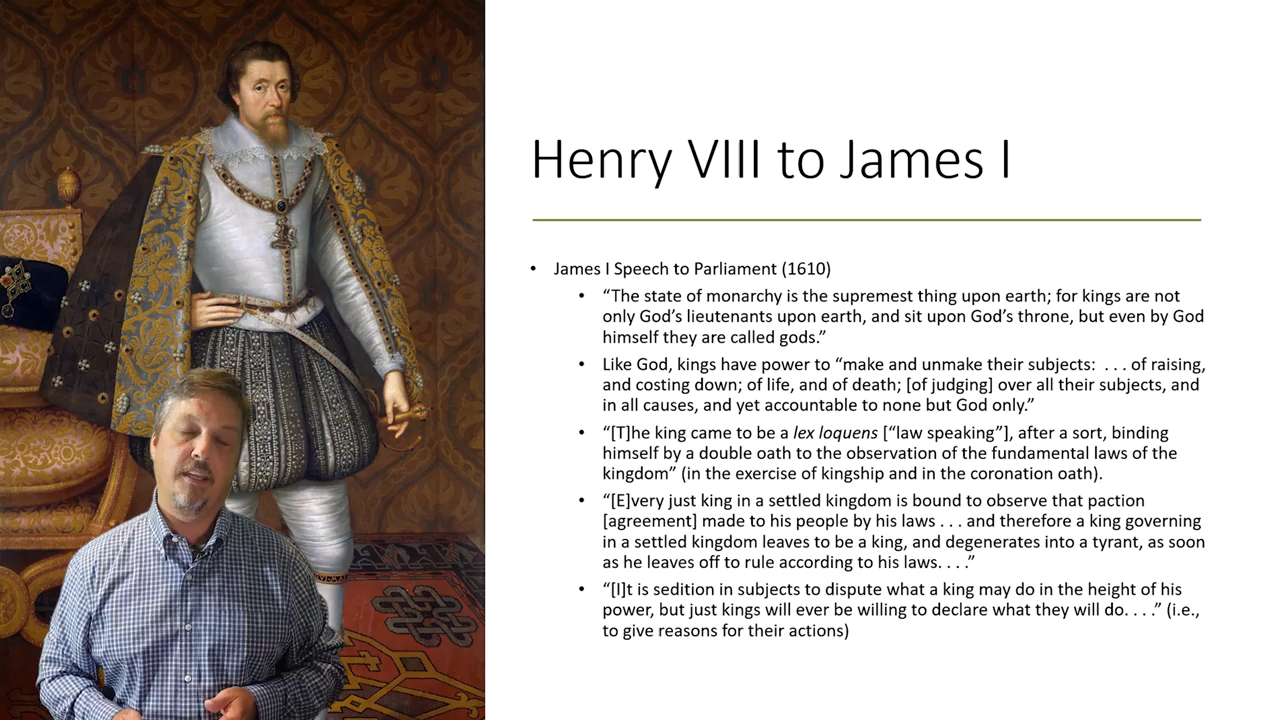 Henry VIII to James I
• James I Speech to Parliament (1610)
• “The state of monarchy is the supremest thing upon earth; for kings are not
only God’s lieutenants upon earth, and sit upon God’s throne, but even by God
himself they are called gods.”
• Like God, kings have power to “make and unmake their subjects: . . . of raising,
and costing down; of life, and of death; [of judging] over all their subjects, and
in all causes, and yet accountable to none but God only.”
• “[T]he king came to be a lex loquens [“law speaking”], after a sort, binding
himself by a double oath to the observation of the fundamental laws of the
kingdom” (in the exercise of kingship and in the coronation oath).
• “[E]very just king in a settled kingdom is bound to observe that paction
[agreement] made to his people by his laws . . . and therefore a king governing
in a settled kingdom leaves to be a king, and degenerates into a tyrant, as soon
as he leaves off to rule according to his laws. . . .”
• “[I]t is sedition in subjects to dispute what a king may do in the height of his
power, but just kings will ever be willing to declare what they will do. . . .” (i.e.,
to give reasons for their actions)